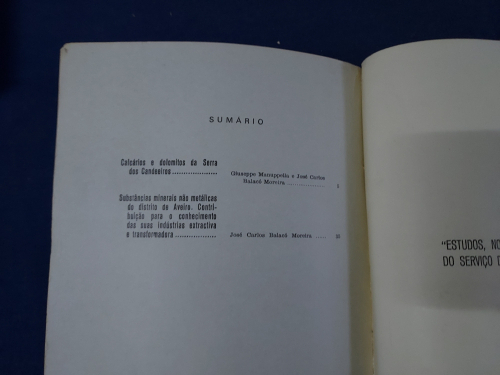 SUMÁRIO
Calcários e dolomitos da Serra
dos Candeeiros .................... Giuseppe Manuppella e José Carlos
Balacó Moreira ................ 5
Substâncias minerais não metálicas
do distrito de Aveiro. Contri-
buição para o conhecimento
das suas indústrias extractiva
e transformadora .................. José Carlos Balacó Moreira .....
"ESTUDOS, NO
DO SERVIÇO D